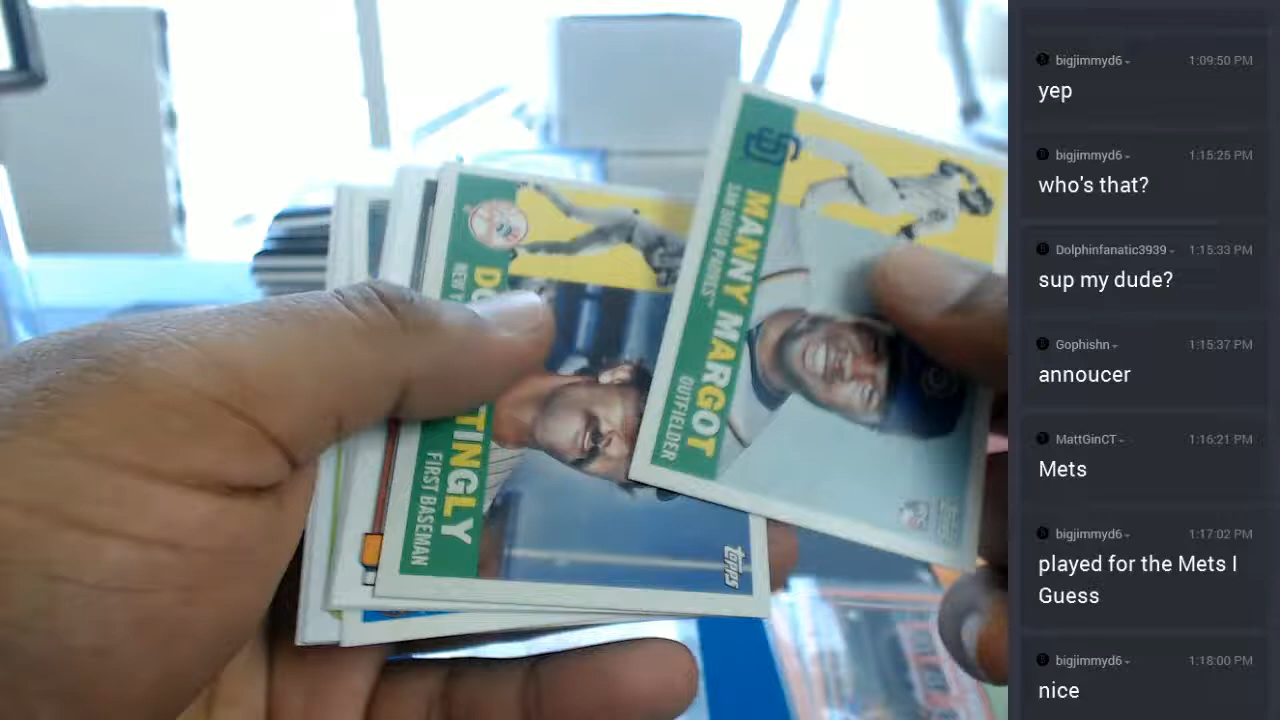 MANNY MARGOT
SAN DIEGO PADRES
OUTFIELDER
SD
TINGLY
FIRST BASEMAN
topps
bigjimmyd6 1:09:50 PM
yep
bigjimmyd6 1:15:25 PM
who's that?
Dolphinfanatic3939 1:15:33 PM
sup my dude?
Gophishn 1:15:37 PM
annoucer
MattGinCT 1:16:21 PM
Mets
bigjimmyd6 1:17:02 PM
played for the Mets I
Guess
bigjimmyd6 1:18:00 PM
nice